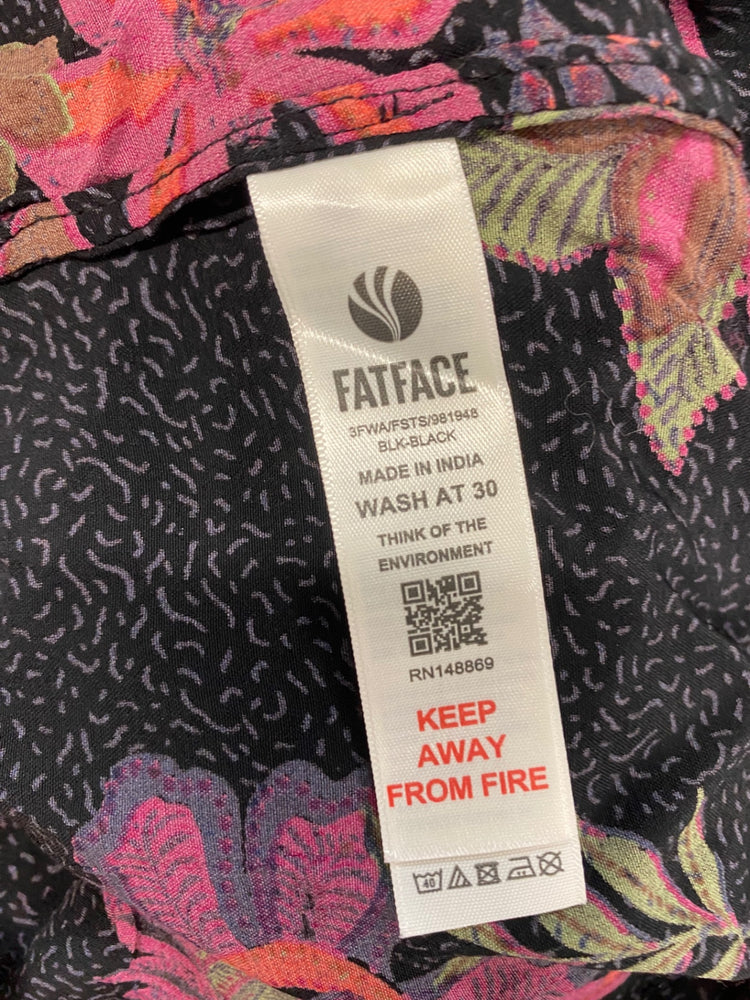 FATFACE
3FWA/FSTS/981948
BLK-BLACK
MADE IN INDIA
WASH AT 30
THINK OF THE
ENVIRONMENT
RN148869
KEEP
AWAY
FROM FIRE
40